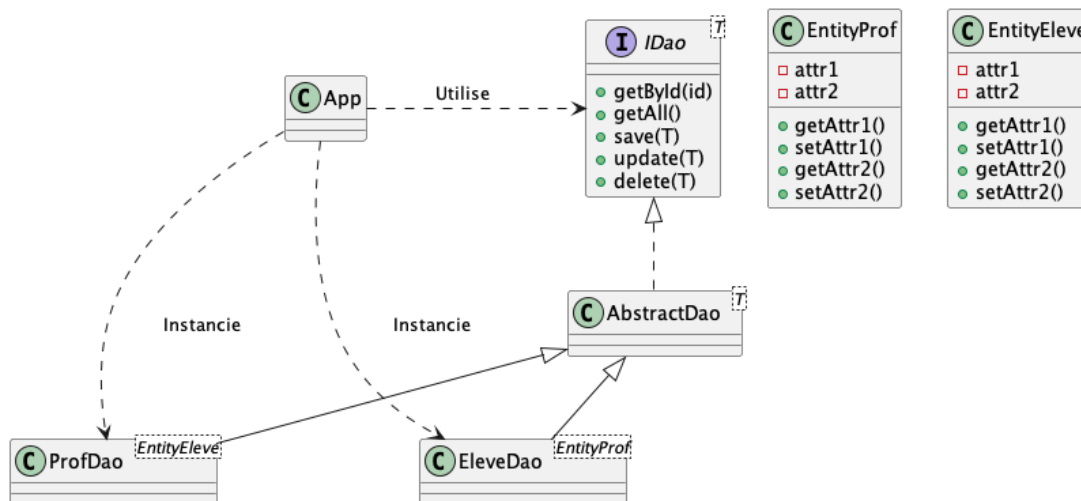 I IDao T
getById(id)
getAll()
save(T)
update(T)
delete(T)
C EntityProf
attr1
attr2
getAttr1()
setAttr1()
getAttr2()
setAttr2()
C EntityEleve
attr1
attr2
getAttr1()
setAttr1()
getAttr2()
setAttr2()
C App
Utilise
Instancie
Instancie
C AbstractDao T
C ProfDao EntityEleve
C EleveDao EntityProf